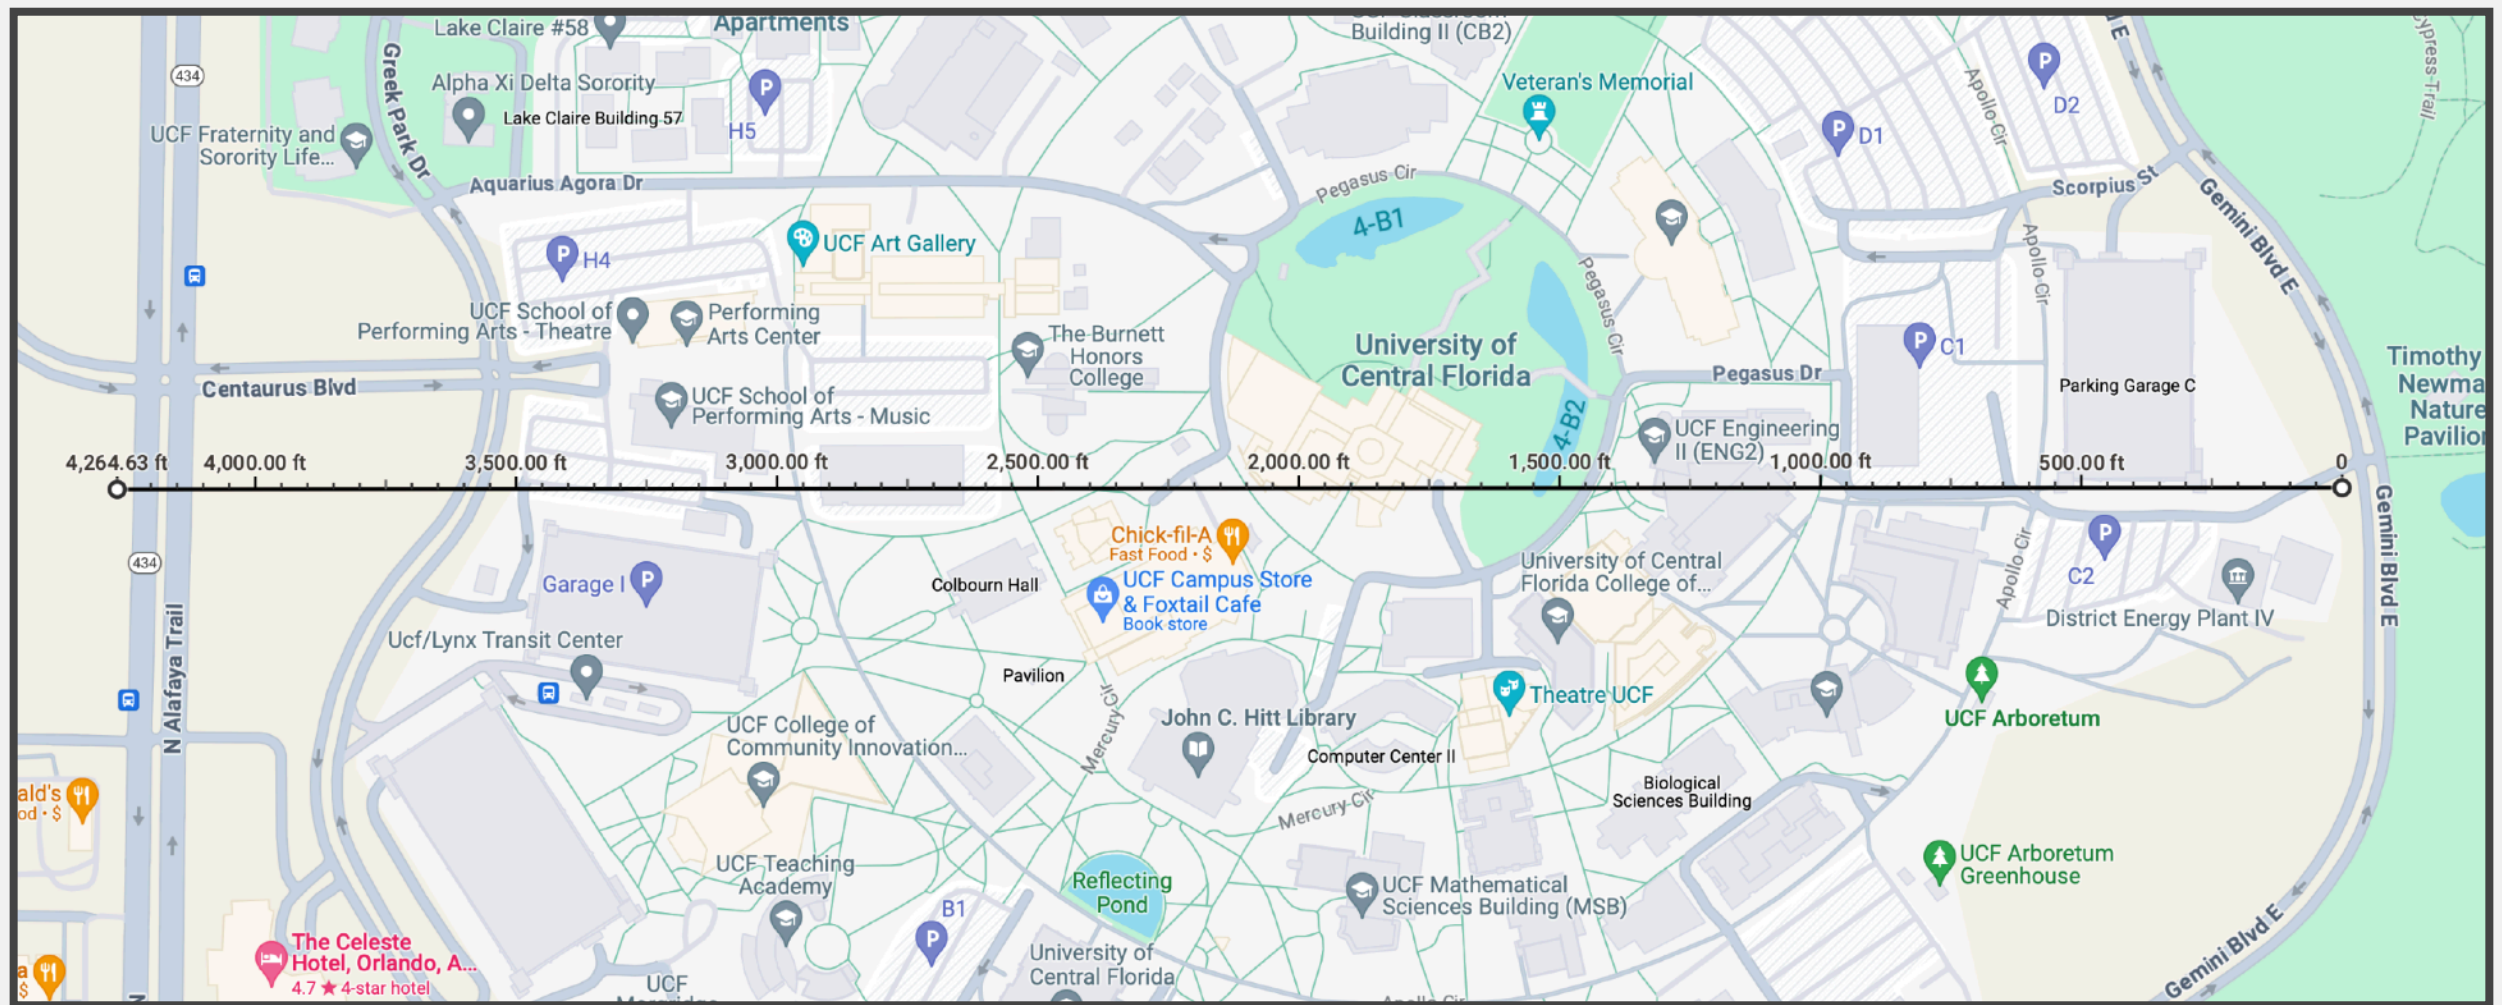 Lake Claire #58
Apartments
Building II (CB2)
434
Greek Park Dr
Alpha Xi Delta Sorority
Lake Claire Building 57
P
H5
UCF Fraternity and
Sorority Life...
Veteran's Memorial
P
D1
P
D2
Apollo Cir
Cypress Trail
Aquarius Agora Dr
Pegasus Cir
Scorpius St
Gemini Blvd E
P
H4
UCF Art Gallery
4-B1
Pegasus Cir
Apollo Cir
UCF School of
Performing Arts - Theatre
Performing
Arts Center
The Burnett
Honors
College
University of
Central Florida
P
C1
Pegasus Dr
Parking Garage C
Timothy
Newma
Nature
Pavilion
Centaurus Blvd
UCF School of
Performing Arts - Music
4-B2
UCF Engineering
II (ENG2)
4,264.63 ft
4,000.00 ft
3,500.00 ft
3,000.00 ft
2,500.00 ft
2,000.00 ft
1,500.00 ft
1,000.00 ft
500.00 ft
0
434
Garage I
P
Colbourn Hall
Chick-fil-A
Fast Food · $
UCF Campus Store
& Foxtail Cafe
Book store
University of Central
Florida College of...
Apollo Cir
P
C2
District Energy Plant IV
Gemini Blvd E
N Alafaya Trail
Ucf/Lynx Transit Center
Pavilion
Mercury Cir
John C. Hitt Library
Theatre UCF
UCF Arboretum
UCF College of
Community Innovation...
Computer Center II
Biological
Sciences Building
Mercury Cir
ald's
od · $
UCF Teaching
Academy
Reflecting
Pond
UCF Mathematical
Sciences Building (MSB)
UCF Arboretum
Greenhouse
B1
P
The Celeste
Hotel, Orlando, A...
4.7 ★ 4-star hotel
a
$
N
UCF
University of
Central Florida
Apollo Cir
Gemini Blvd E